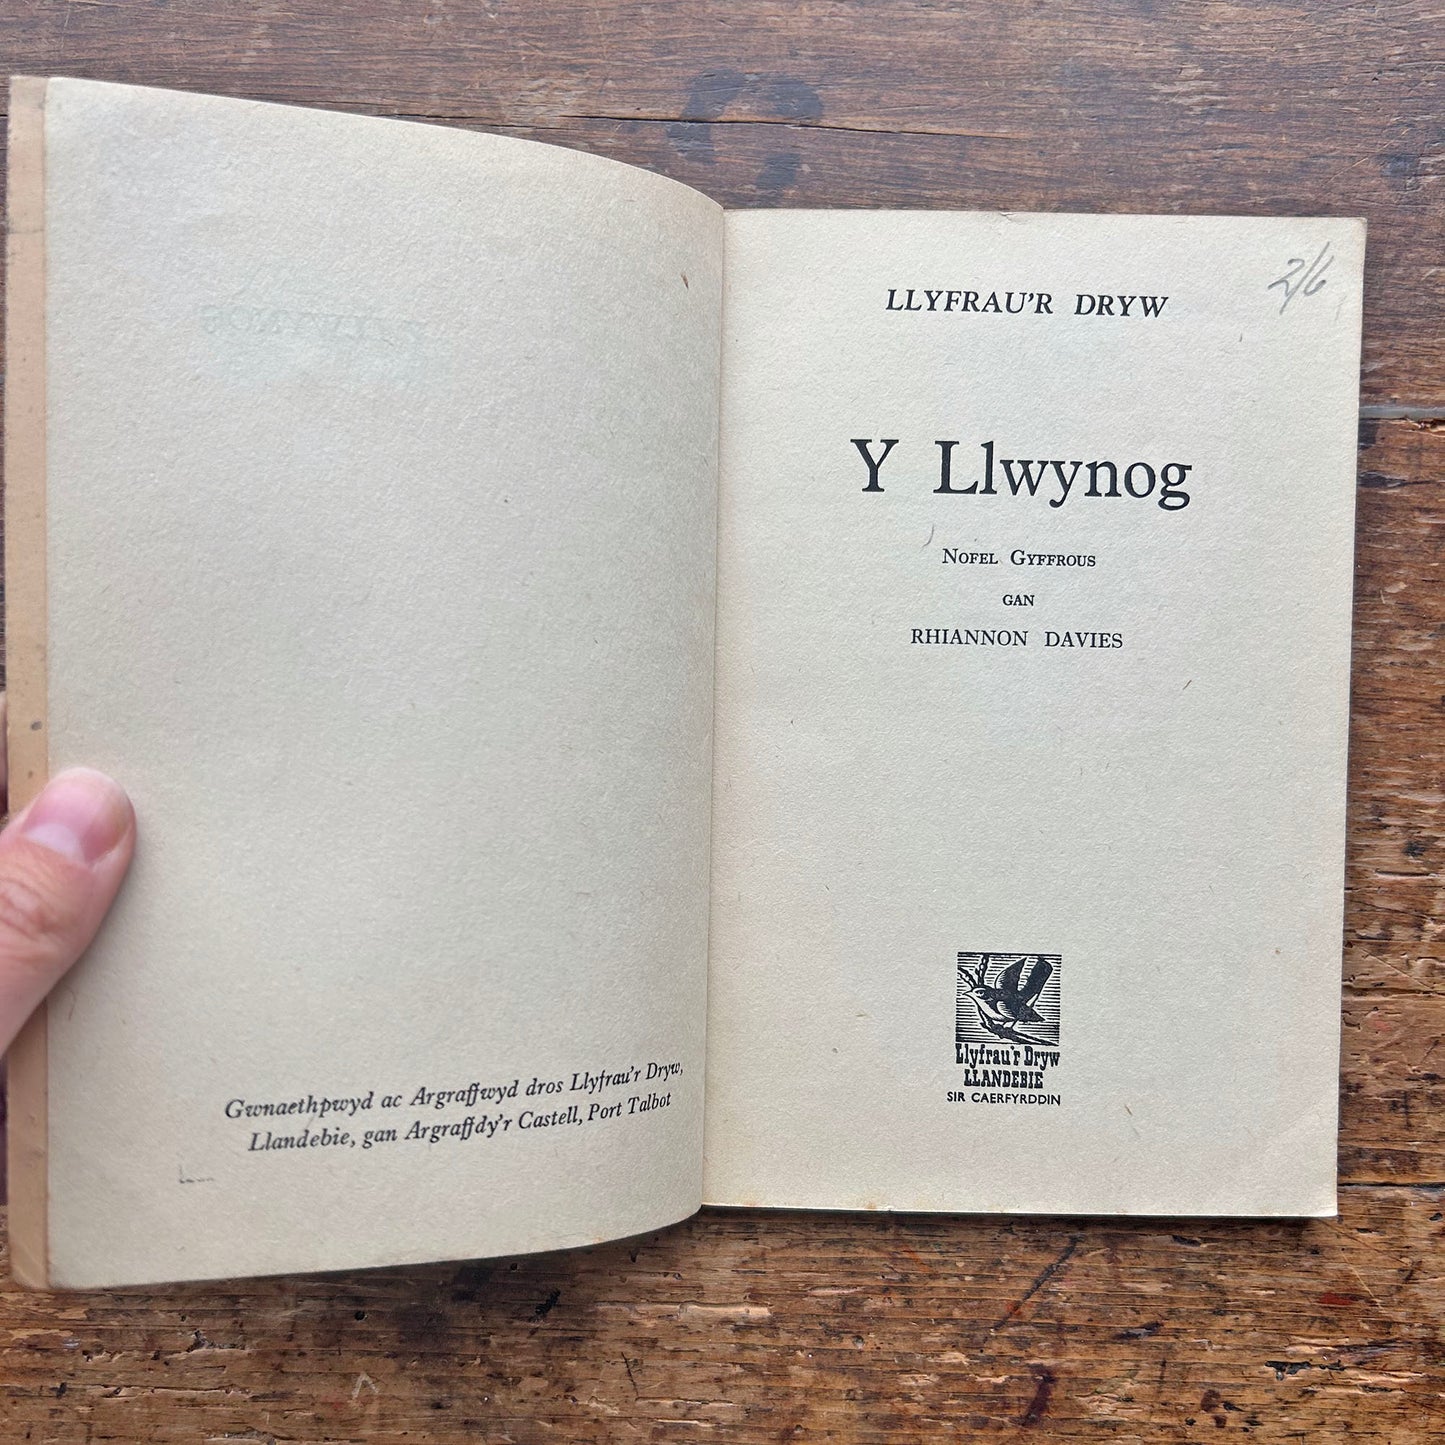 Gwnaethpwyd ac Argraffwyd dros Llyfrau'r Dryw,
Llandebie, gan Argraffdy'r Castell, Port Talbot
2/6
LLYFRAU'R DRYW
Y Llwynog
NOFEL GYFFROUS
GAN
RHIANNON DAVIES
Llyfrau'r Dryw
LLANDEBIE
SIR CAERFYRDDIN